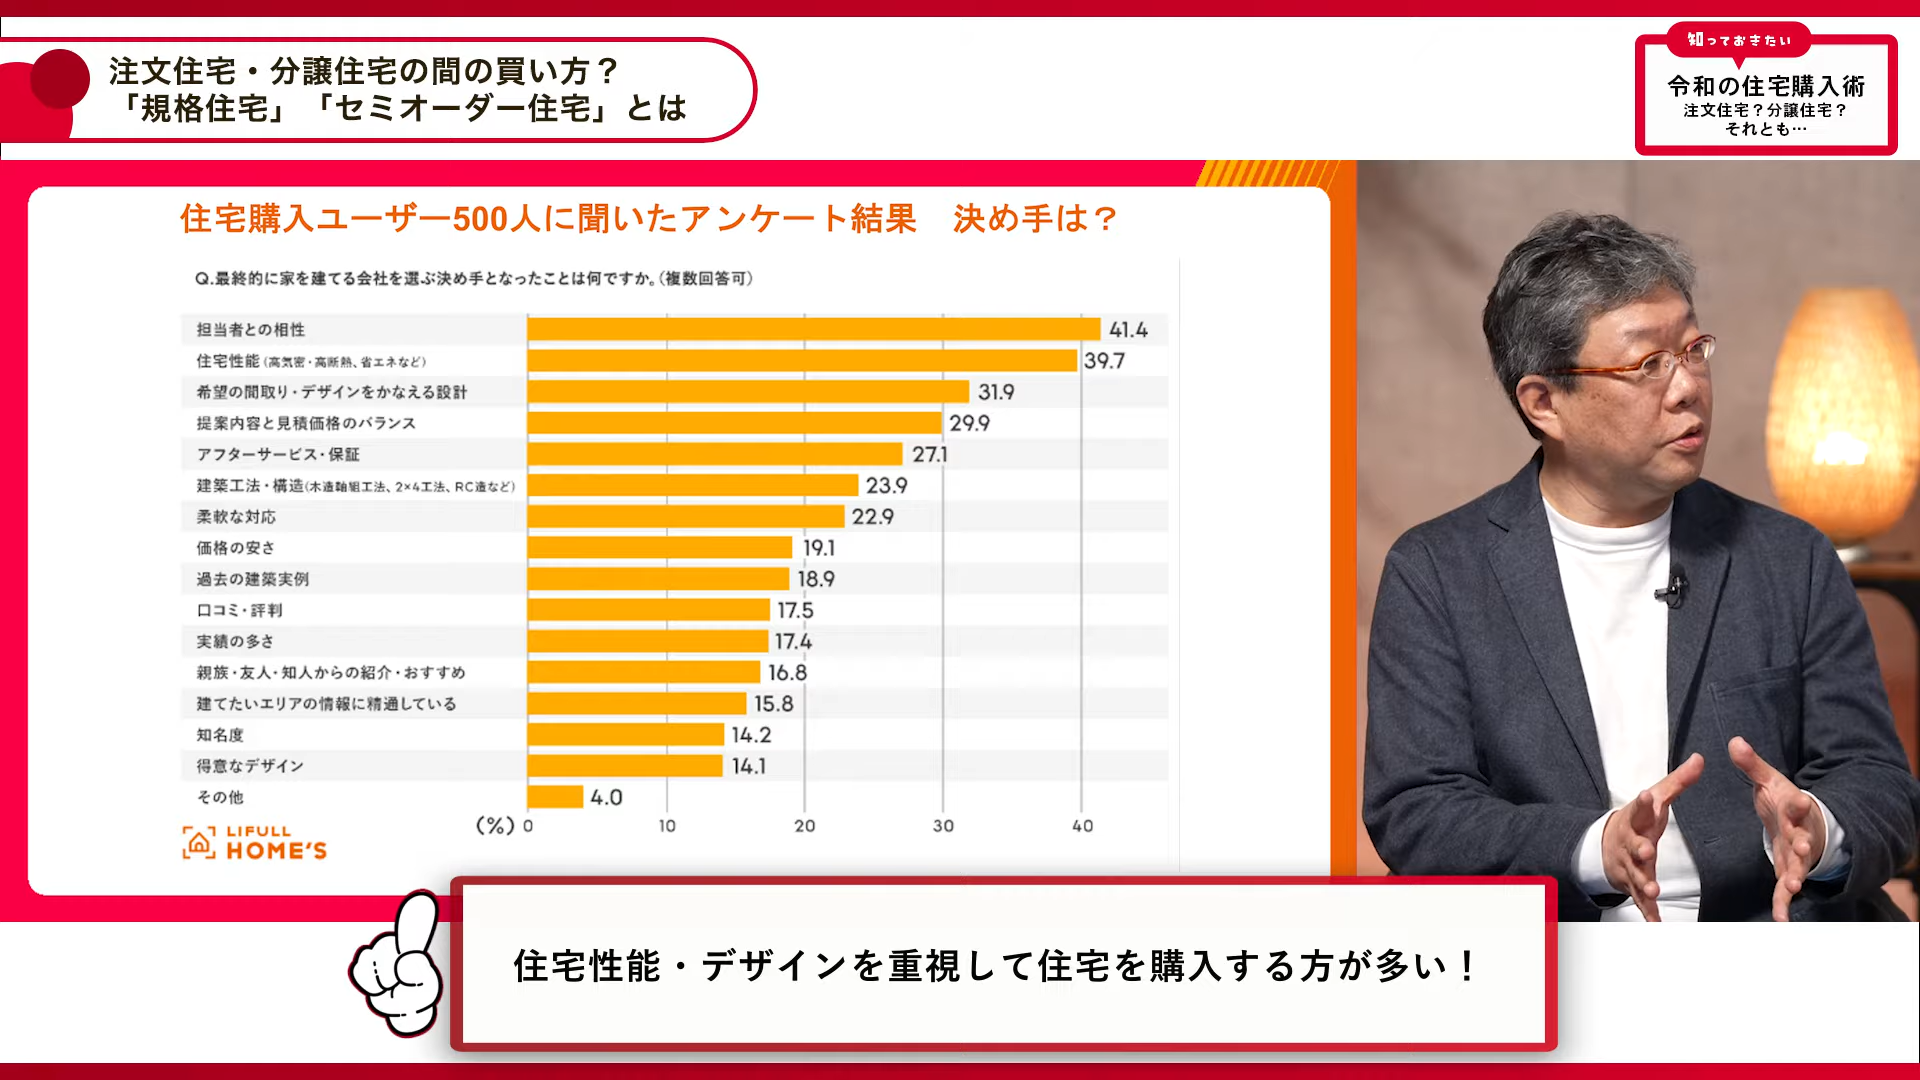 注文住宅・分譲住宅の間の買い方？
「規格住宅」「セミオーダー住宅」とは
知っておきたい
令和の住宅購入術
注文住宅？分譲住宅？
それとも…
住宅購入ユーザー500人に聞いたアンケート結果　決め手は？
Q.最終的に家を建てる会社を選ぶ決め手となったことは何ですか。（複数回答可）
担当者との相性 41.4
住宅性能（高気密・高断熱、省エネなど） 39.7
希望の間取り・デザインをかなえる設計 31.9
提案内容と見積価格のバランス 29.9
アフターサービス・保証 27.1
建築工法・構造（木造軸組工法、2×4工法、RC造など） 23.9
柔軟な対応 22.9
価格の安さ 19.1
過去の建築実例 18.9
口コミ・評判 17.5
実績の多さ 17.4
親族・友人・知人からの紹介・おすすめ 16.8
建てたいエリアの情報に精通している 15.8
知名度 14.2
得意なデザイン 14.1
その他 4.0
（%） 0 10 20 30 40
LIFULL
HOME'S
住宅性能・デザインを重視して住宅を購入する方が多い！